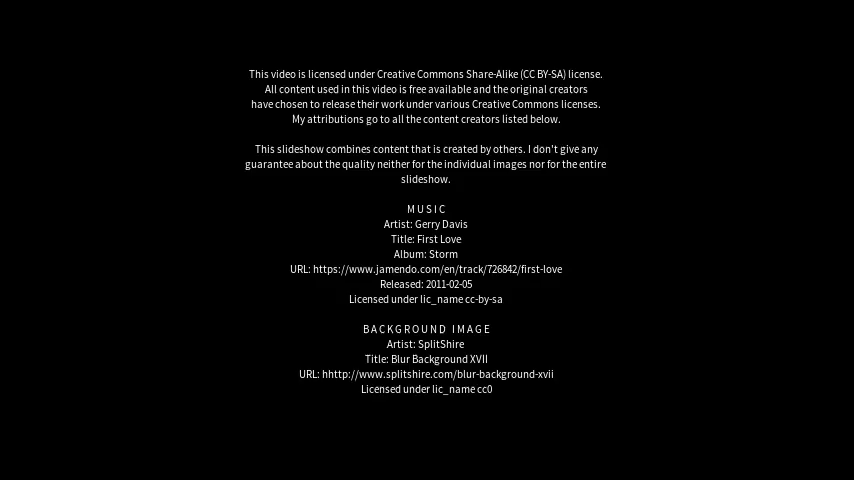 This video is licensed under Creative Commons Share-Alike (CC BY-SA) license.
All content used in this video is free available and the original creators
have chosen to release their work under various Creative Commons licenses.
My attributions go to all the content creators listed below.
This slideshow combines content that is created by others. I don't give any
guarantee about the quality neither for the individual images nor for the entire
slideshow.
MUSIC
Artist: Gerry Davis
Title: First Love
Album: Storm
URL: https://www.jamendo.com/en/track/726842/first-love
Released: 2011-02-05
Licensed under lic_name cc-by-sa
BACKGROUND IMAGE
Artist: SplitShire
Title: Blur Background XVII
URL: hhttp://www.splitshire.com/blur-background-xvii
Licensed under lic_name cc0